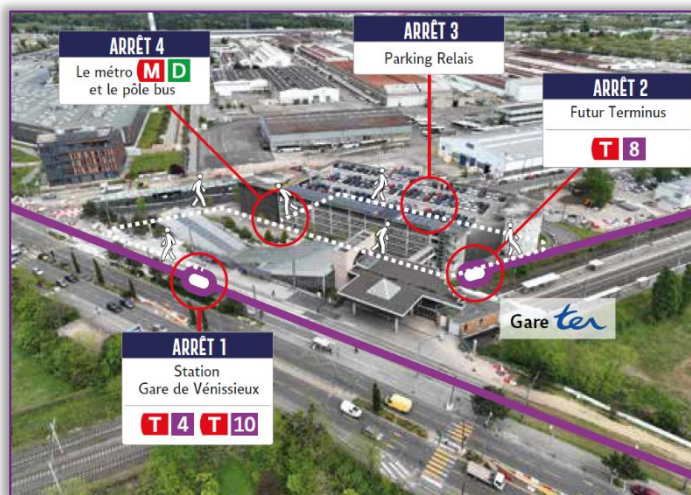 ARRÊT 4
Le métro M D
et le pôle bus
ARRÊT 3
Parking Relais
ARRÊT 2
Futur Terminus
T 8
Gare ter
ARRÊT 1
Station
Gare de Vénissieux
T 4 T 10